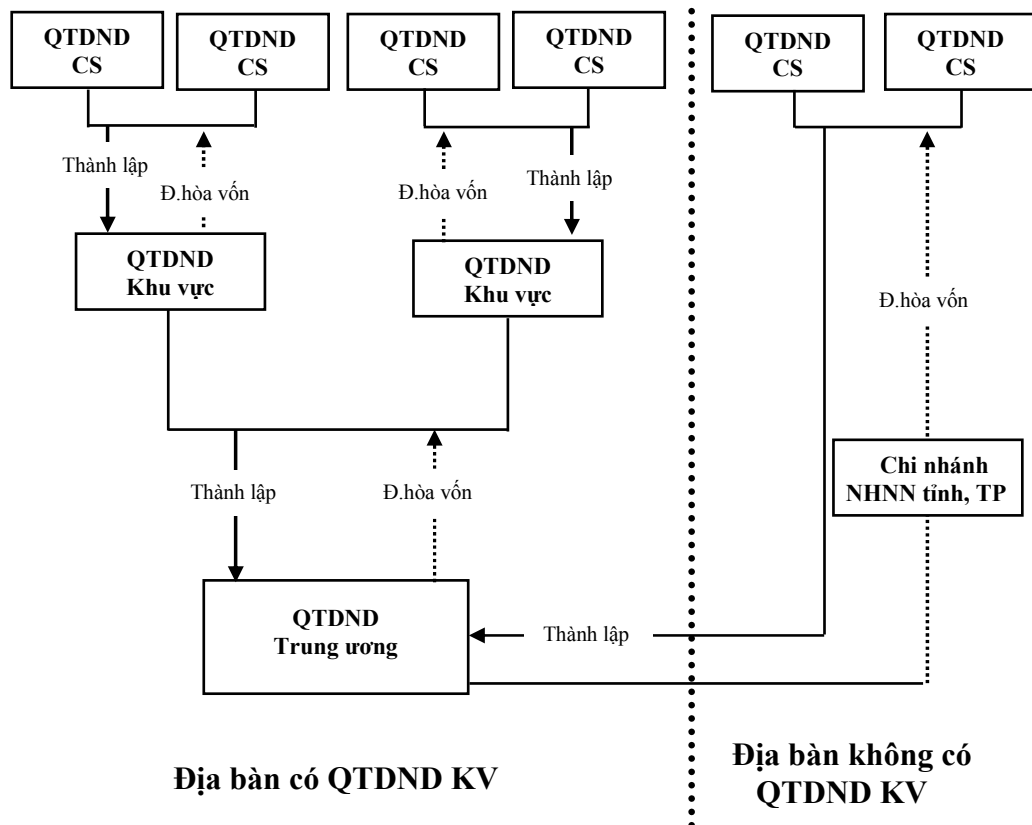 QTDND
CS
QTDND
CS
QTDND
CS
QTDND
CS
QTDND
CS
QTDND
CS
Thành lập
Đ.hòa vốn
Đ.hòa vốn
Thành lập
QTDND
Khu vực
QTDND
Khu vực
Đ.hòa vốn
Thành lập
Đ.hòa vốn
Chi nhánh
NHNN tỉnh, TP
QTDND
Trung ương
Thành lập
Địa bàn có QTDND KV
Địa bàn không có
QTDND KV